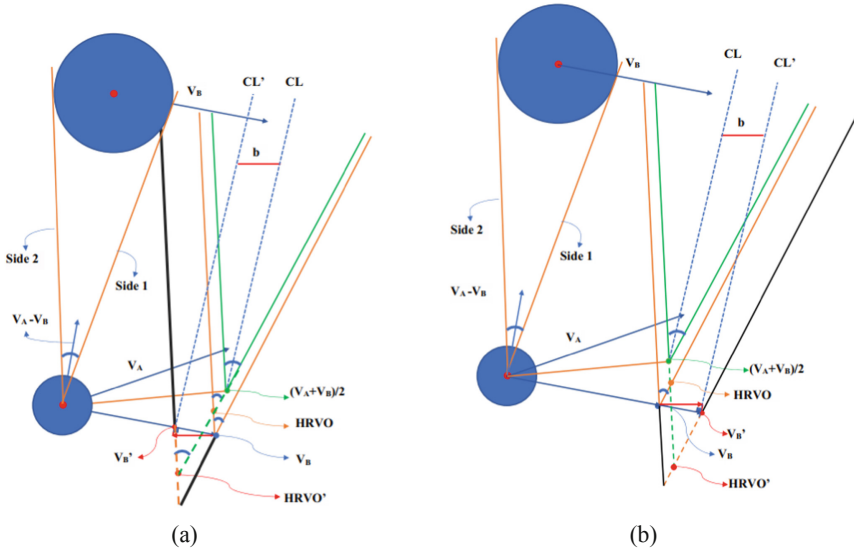 CL'
CL
V_B
b
Side 2
Side 1
V_A-V_B
V_A
(V_A+V_B)/2
HRVO
V_B'
V_B
HRVO'
(a)
CL
CL'
V_B
b
Side 2
Side 1
V_A-V_B
V_A
(V_A+V_B)/2
HRVO
V_B'
V_B
HRVO'
(b)